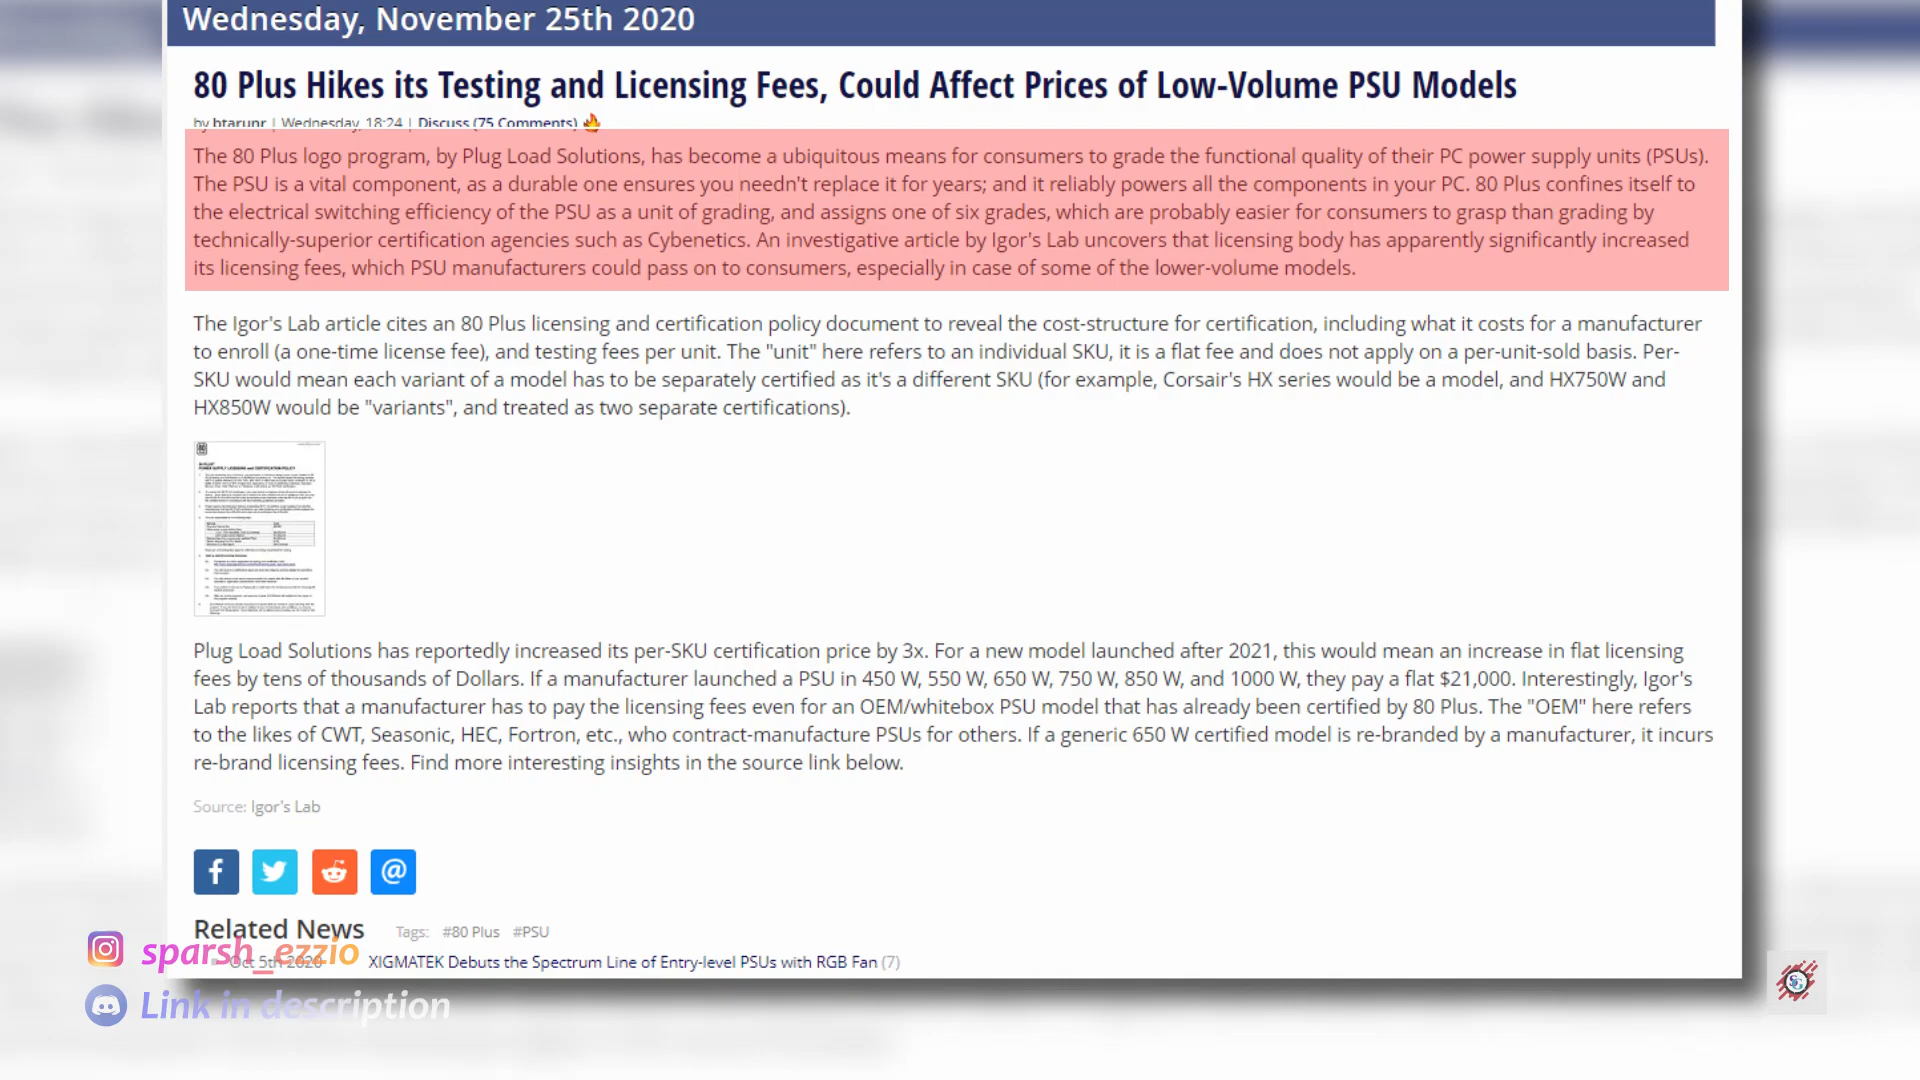 Wednesday, November 25th 2020
80 Plus Hikes its Testing and Licensing Fees, Could Affect Prices of Low-Volume PSU Models
by btarunr | Wednesday, 18:24 | Discuss (75 Comments)
The 80 Plus logo program, by Plug Load Solutions, has become a ubiquitous means for consumers to grade the functional quality of their PC power supply units (PSUs).
The PSU is a vital component, as a durable one ensures you needn't replace it for years; and it reliably powers all the components in your PC. 80 Plus confines itself to
the electrical switching efficiency of the PSU as a unit of grading, and assigns one of six grades, which are probably easier for consumers to grasp than grading by
technically-superior certification agencies such as Cybenetics. An investigative article by Igor's Lab uncovers that licensing body has apparently significantly increased
its licensing fees, which PSU manufacturers could pass on to consumers, especially in case of some of the lower-volume models.
The Igor's Lab article cites an 80 Plus licensing and certification policy document to reveal the cost-structure for certification, including what it costs for a manufacturer
to enroll (a one-time license fee), and testing fees per unit. The "unit" here refers to an individual SKU, it is a flat fee and does not apply on a per-unit-sold basis. Per-
SKU would mean each variant of a model has to be separately certified as it's a different SKU (for example, Corsair's HX series would be a model, and HX750W and
HX850W would be "variants", and treated as two separate certifications).
Plug Load Solutions has reportedly increased its per-SKU certification price by 3x. For a new model launched after 2021, this would mean an increase in flat licensing
fees by tens of thousands of Dollars. If a manufacturer launched a PSU in 450 W, 550 W, 650 W, 750 W, 850 W, and 1000 W, they pay a flat $21,000. Interestingly, Igor's
Lab reports that a manufacturer has to pay the licensing fees even for an OEM/whitebox PSU model that has already been certified by 80 Plus. The "OEM" here refers
to the likes of CWT, Seasonic, HEC, Fortron, etc., who contract-manufacture PSUs for others. If a generic 650 W certified model is re-branded by a manufacturer, it incurs
re-brand licensing fees. Find more interesting insights in the source link below.
Source: Igor's Lab
Related News Tags: #80 Plus #PSU
Oct 5th 2020 XIGMATEK Debuts the Spectrum Line of Entry-level PSUs with RGB Fan (7)
sparsh_ezzio
Link in description